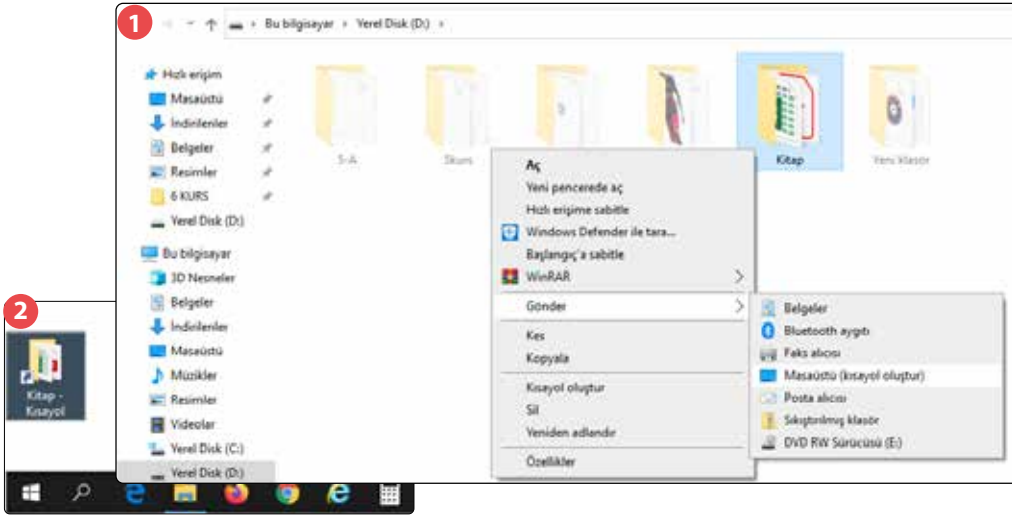 1
Bu bilgisayar › Yerel Disk (D:) ›
Hızlı erişim
Masaüstü
İndirilenler
Belgeler
Resimler
6 KURS
Yerel Disk (D:)
Bu bilgisayar
3D Nesneler
Belgeler
İndirilenler
Masaüstü
Müzikler
Resimler
Videolar
Yerel Disk (C:)
Yerel Disk (D:)
5-A
5kurs
Kitap
Yeni klasör
Aç
Yeni pencerede aç
Hızlı erişime sabitle
Windows Defender ile tara...
Başlangıç'a sabitle
WinRAR
Gönder
Kes
Kopyala
Kısayol oluştur
Sil
Yeniden adlandır
Özellikler
Belgeler
Bluetooth aygıtı
Faks alıcısı
Masaüstü (kısayol oluştur)
Posta alıcısı
Sıkıştırılmış klasör
DVD RW Sürücüsü (E:)
2
Kitap -
Kısayol